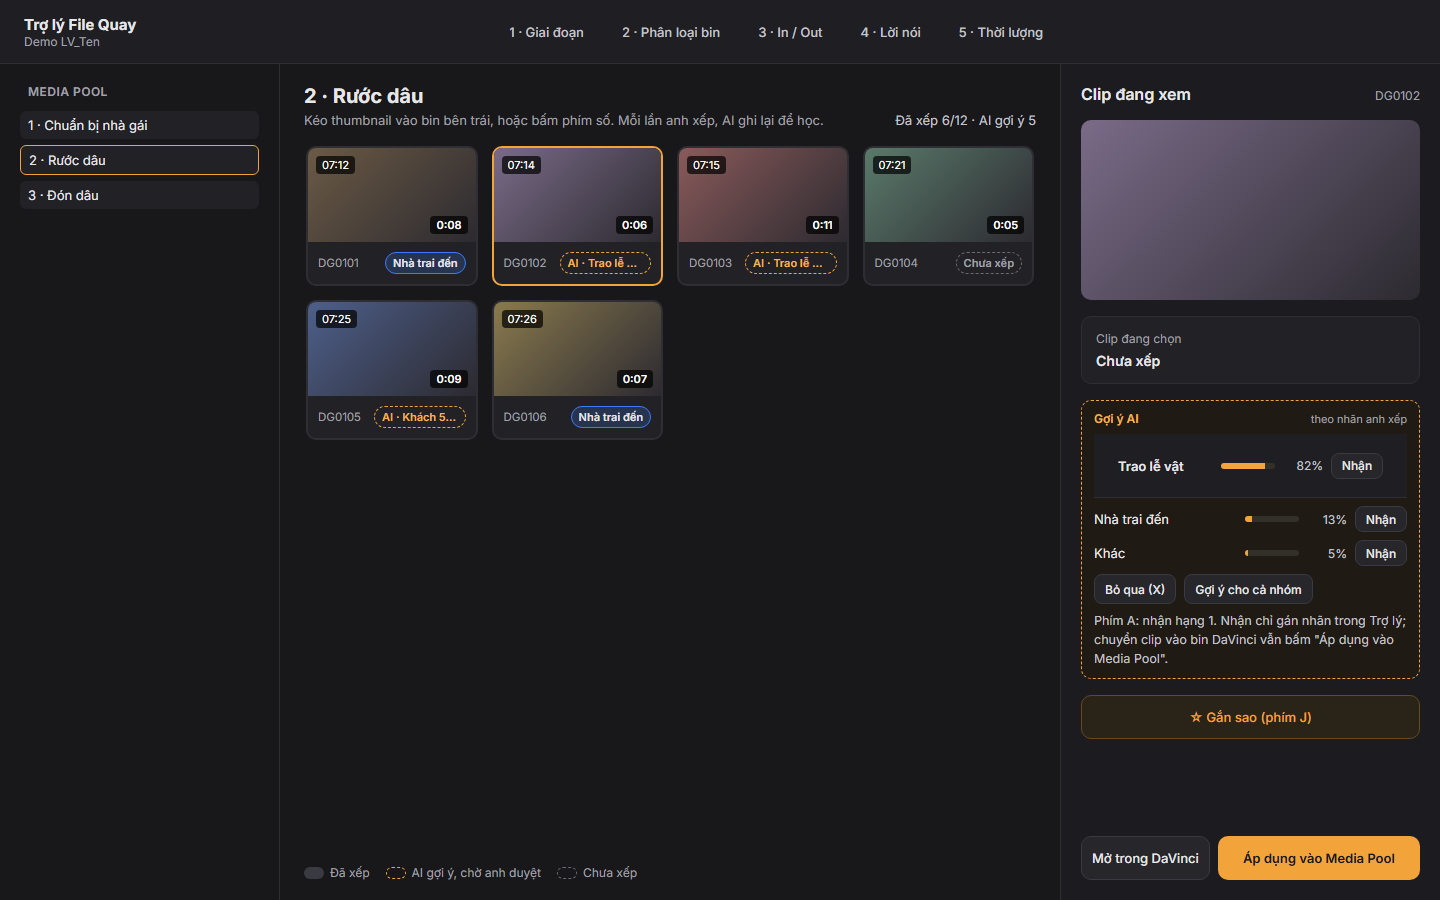 Trợ lý File Quay
Demo LV_Ten
1 · Giai đoạn
2 · Phân loại bin
3 · In / Out
4 · Lời nói
5 · Thời lượng
MEDIA POOL
1 · Chuẩn bị nhà gái
2 · Rước dâu
3 · Đón dâu
2 · Rước dâu
Kéo thumbnail vào bin bên trái, hoặc bấm phím số. Mỗi lần anh xếp, AI ghi lại để học.
Đã xếp 6/12 · AI gợi ý 5
07:12
0:08
DG0101
Nhà trai đến
07:14
0:06
DG0102
AI · Trao lễ ...
07:15
0:11
DG0103
AI · Trao lễ ...
07:21
0:05
DG0104
Chưa xếp
07:25
0:09
DG0105
AI · Khách 5...
07:26
0:07
DG0106
Nhà trai đến
Đã xếp
AI gợi ý, chờ anh duyệt
Chưa xếp
Clip đang xem
DG0102
Clip đang chọn
Chưa xếp
Gợi ý AI
theo nhãn anh xếp
Trao lễ vật
82%
Nhận
Nhà trai đến
13%
Nhận
Khác
5%
Nhận
Bỏ qua (X)
Gợi ý cho cả nhóm
Phím A: nhận hạng 1. Nhận chỉ gán nhãn trong Trợ lý;
chuyển clip vào bin DaVinci vẫn bấm "Áp dụng vào
Media Pool".
☆ Gắn sao (phím J)
Mở trong DaVinci
Áp dụng vào Media Pool